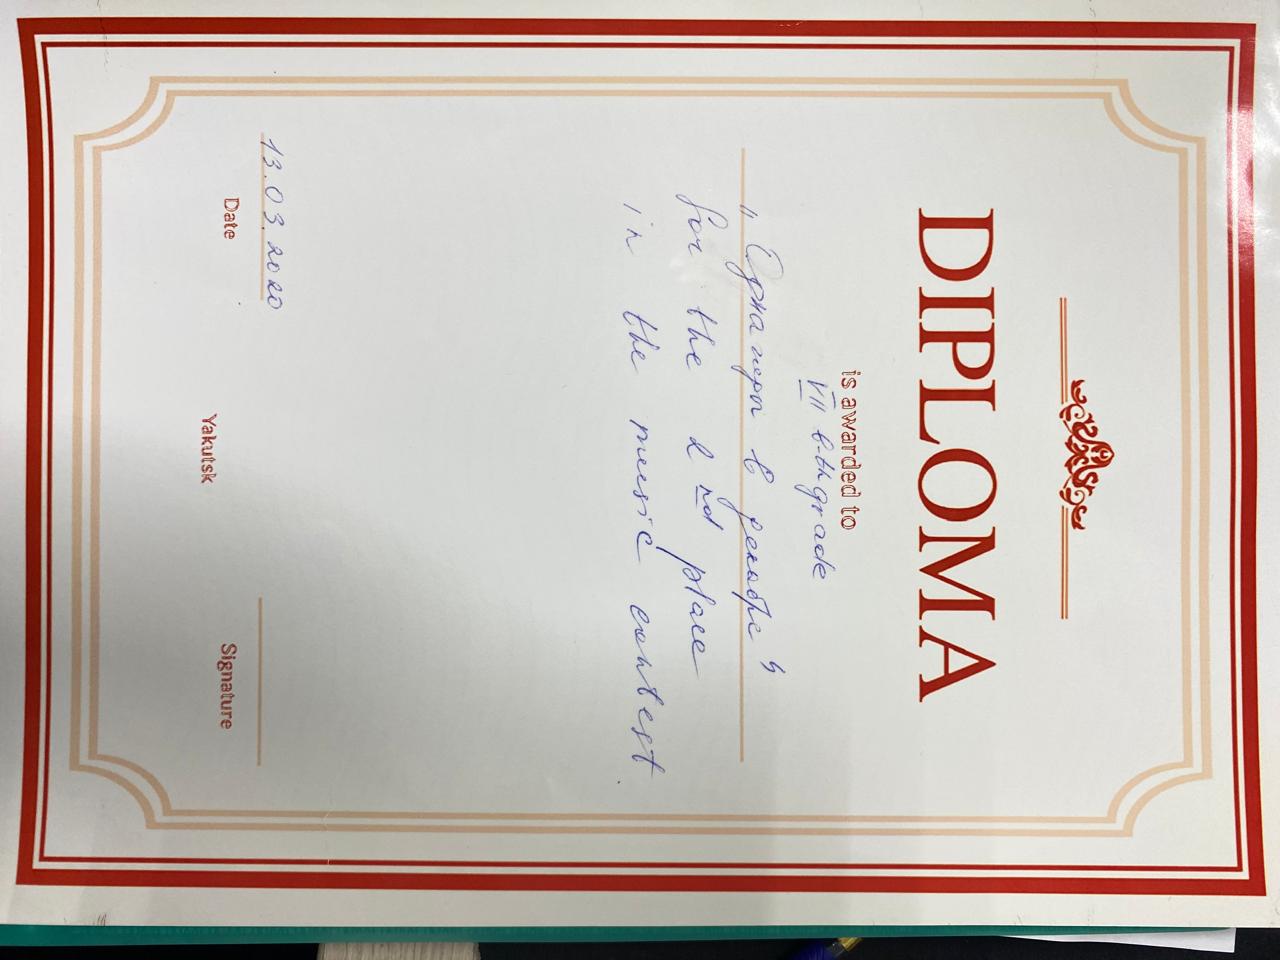 DIPLOMA
is awarded to
VII в-th grade
„Однажды в декабре"
for the 2nd place
in the music contest.
13.03.2020
Date
Signature
Yakutsk